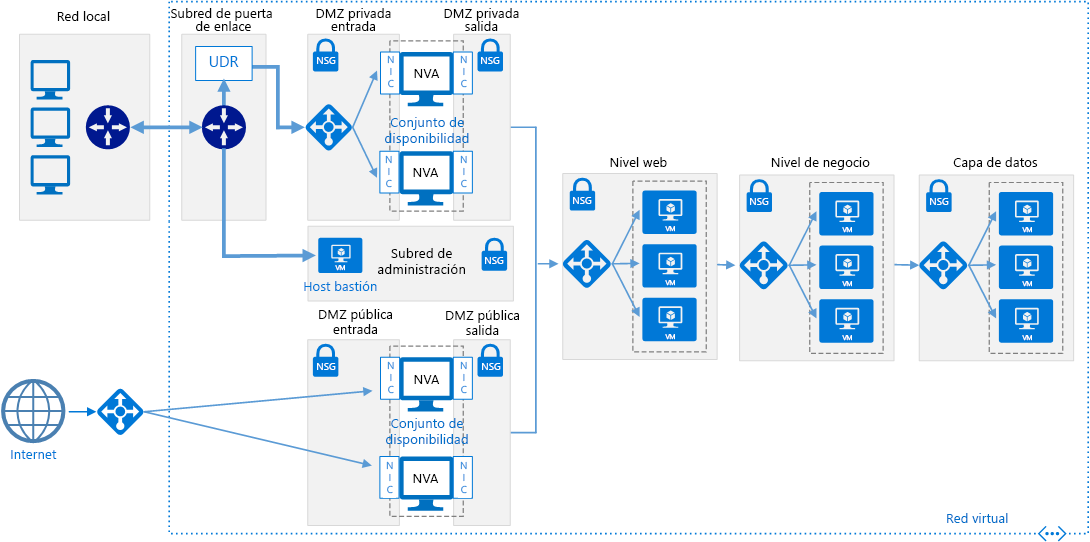 Red local
Subred de puerta
de enlace
DMZ privada
entrada
DMZ privada
salida
UDR
NSG
NSG
NIC
NVA
NIC
Conjunto de
disponibilidad
NIC
NVA
NIC
VM
Host bastión
Subred de
administración
NSG
DMZ pública
entrada
DMZ pública
salida
NSG
NSG
NIC
NVA
NIC
Conjunto de
disponibilidad
NIC
NVA
NIC
Internet
Nivel web
NSG
VM
VM
VM
Nivel de negocio
NSG
VM
VM
VM
Capa de datos
NSG
VM
VM
VM
Red virtual